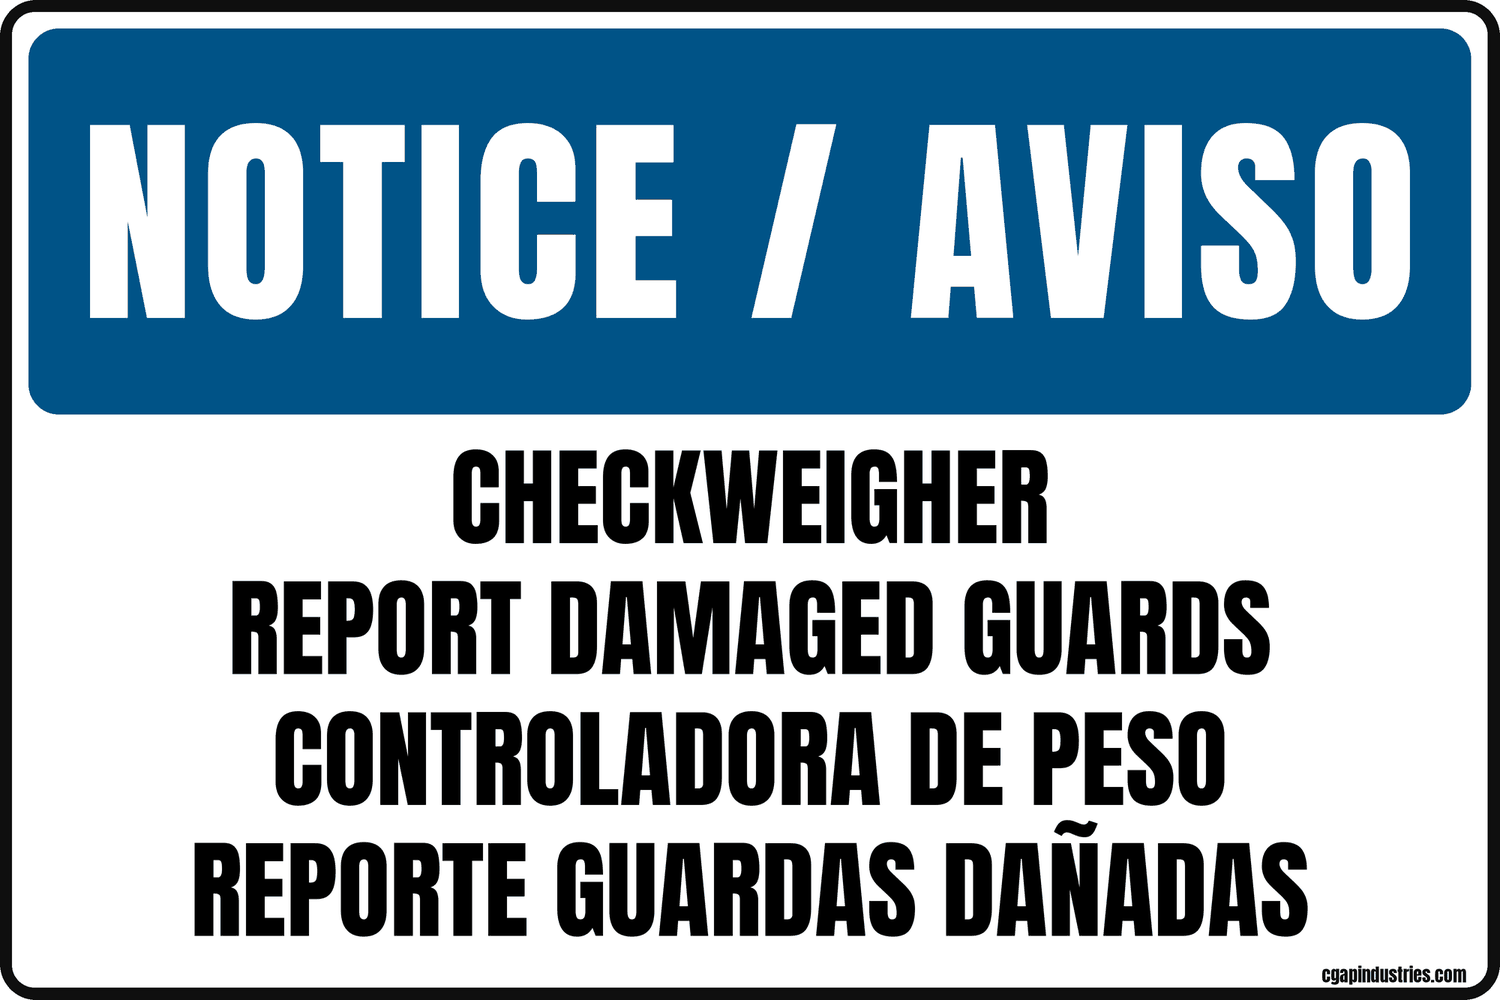 NOTICE / AVISO
CHECKWEIGHER
REPORT DAMAGED GUARDS
CONTROLADORA DE PESO
REPORTE GUARDAS DAÑADAS
cgapindustries.com